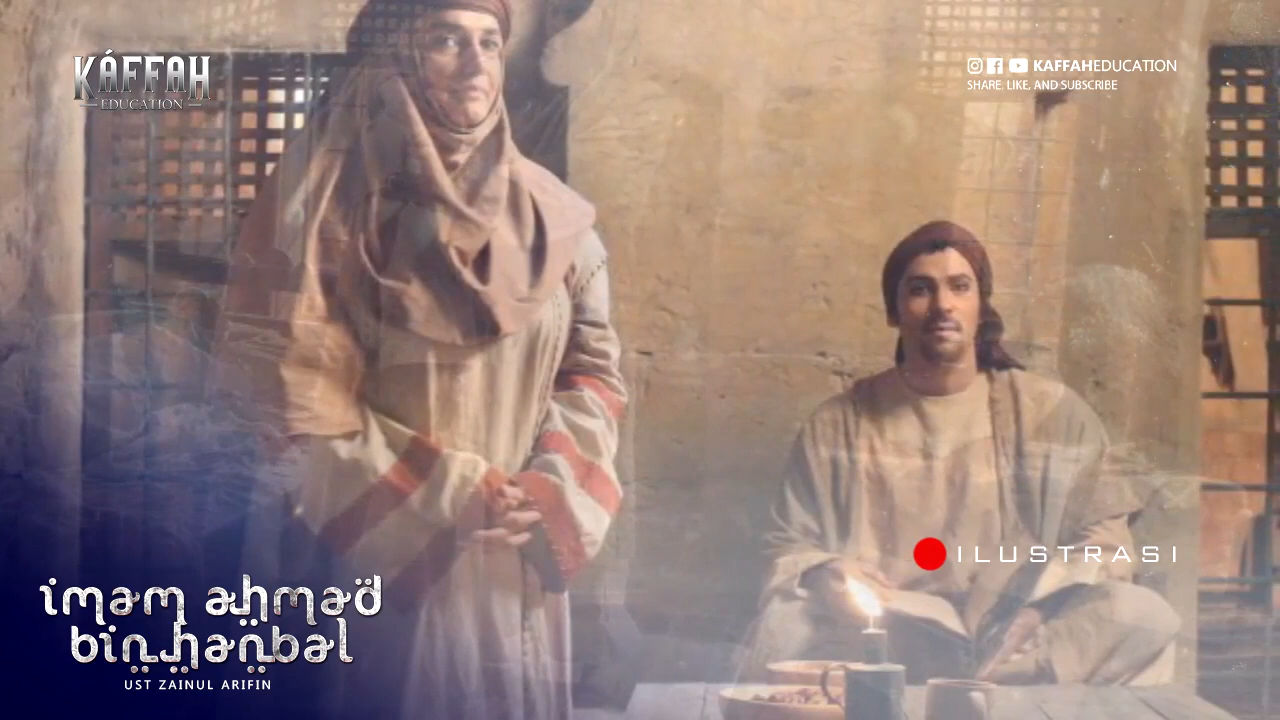 KÁFFAH
EDUCATION
KAFFAHEDUCATION
SHARE, LIKE, AND SUBSCRIBE
ILUSTRASI
imam ahmad
bin hanbal
UST ZAINUL ARIFIN